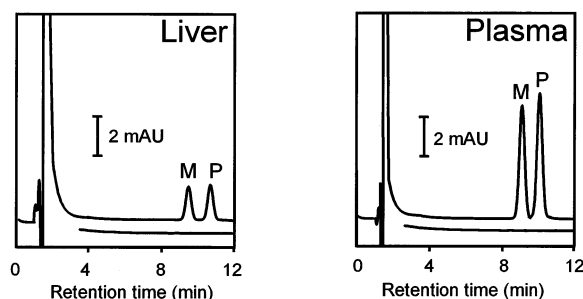 Liver
2 mAU
M P
0 4 8 12
Retention time (min)
Plasma
2 mAU
M P
0 4 8 12
Retention time (min)